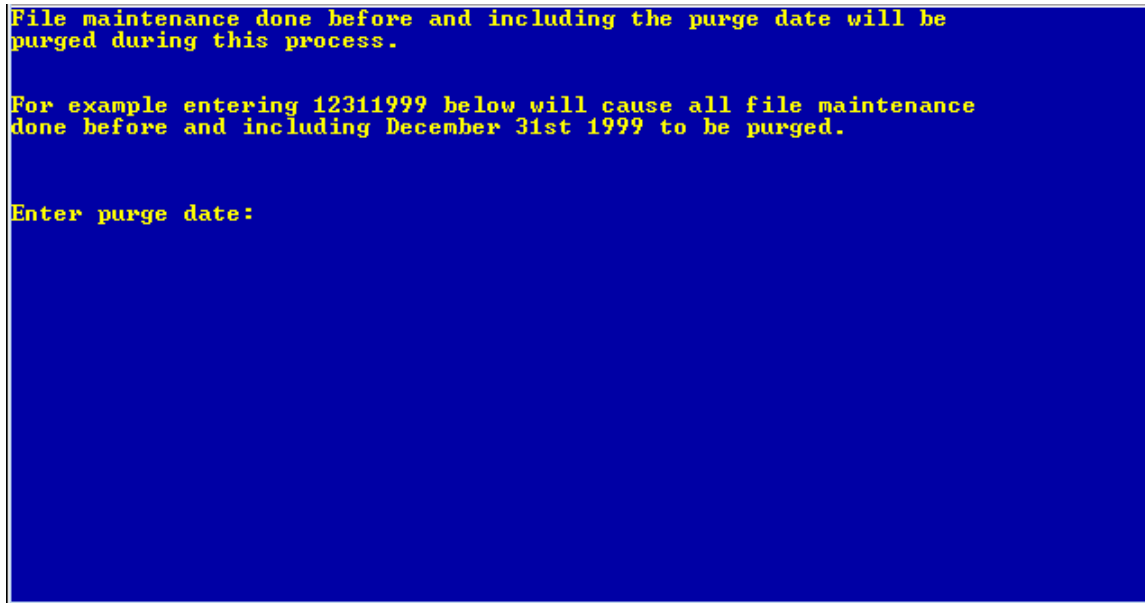 File maintenance done before and including the purge date will be
purged during this process.
For example entering 12311999 below will cause all file maintenance
done before and including December 31st 1999 to be purged.
Enter purge date: